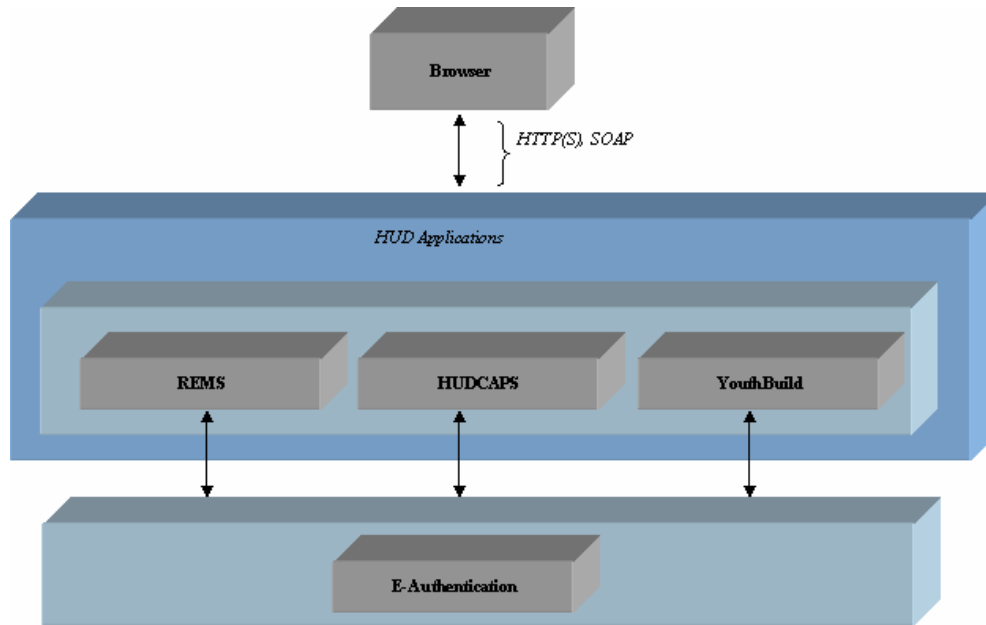 Browser
HTTP(S), SOAP
HUD Applications
REMS
HUDCAPS
YouthBuild
E-Authentication